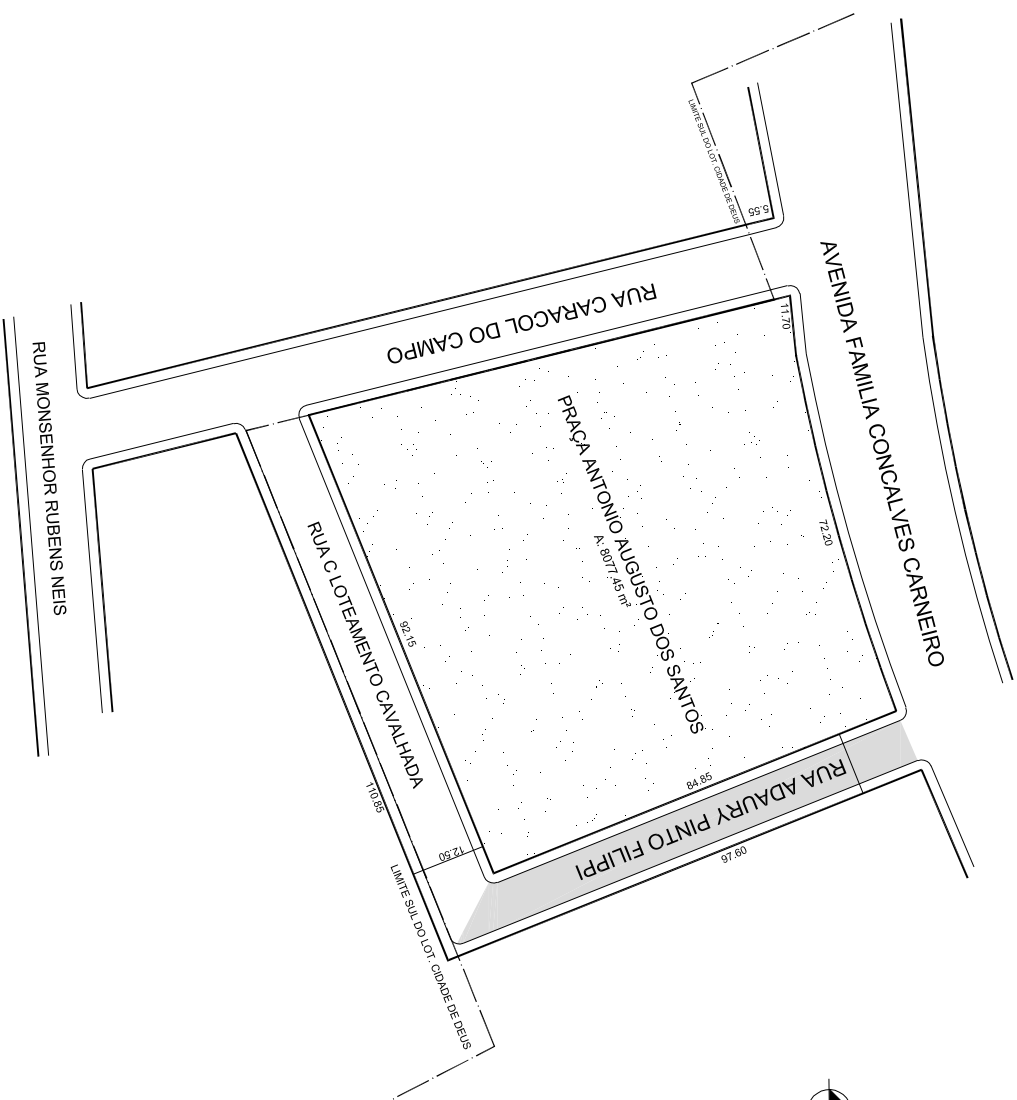 LIMITE SUL DO LOT. CIDADE DE DEUS
5.55
RUA CARACOL DO CAMPO
11.70
AVENIDA FAMILIA CONCALVES CARNEIRO
RUA MONSENHOR RUBENS NEIS
PRAÇA ANTONIO AUGUSTO DOS SANTOS
A: 8077.45 m²
72.20
RUA C LOTEAMENTO CAVALHADA
92.15
110.85
12.50
84.85
RUA ADAURY PINTO FILIPPI
97.60
LIMITE SUL DO LOT. CIDADE DE DEUS